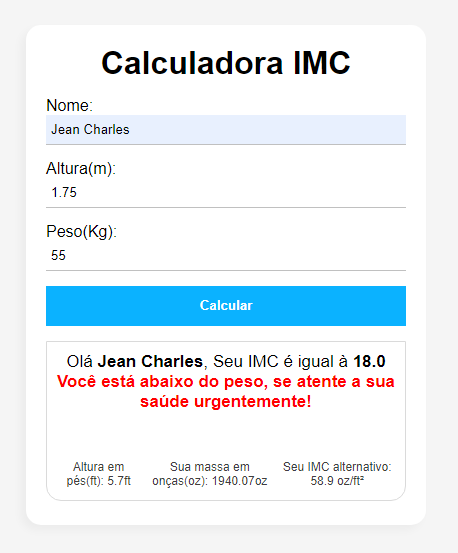 Calculadora IMC
Nome:
Jean Charles
Altura(m):
1.75
Peso(Kg):
55
Calcular
Olá Jean Charles, Seu IMC é igual à 18.0
Você está abaixo do peso, se atente a sua
saúde urgentemente!
Altura em
pés(ft): 5.7ft
Sua massa em
onças(oz): 1940.07oz
Seu IMC alternativo:
58.9 oz/ft²